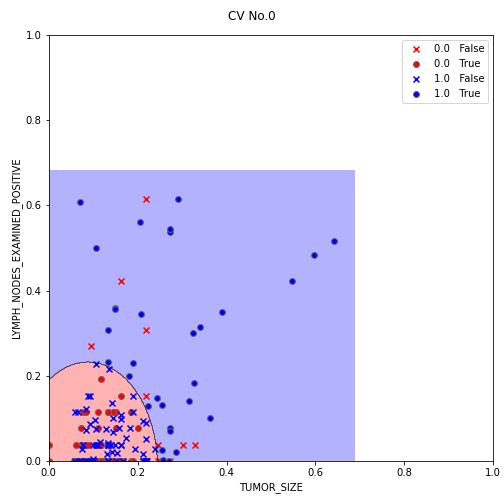 CV No.0
1.0
0.8
0.6
0.4
0.2
0.0
LYMPH_NODES_EXAMINED_POSITIVE
0.0 False
0.0 True
1.0 False
1.0 True
0.0 0.2 0.4 0.6 0.8 1.0
TUMOR_SIZE